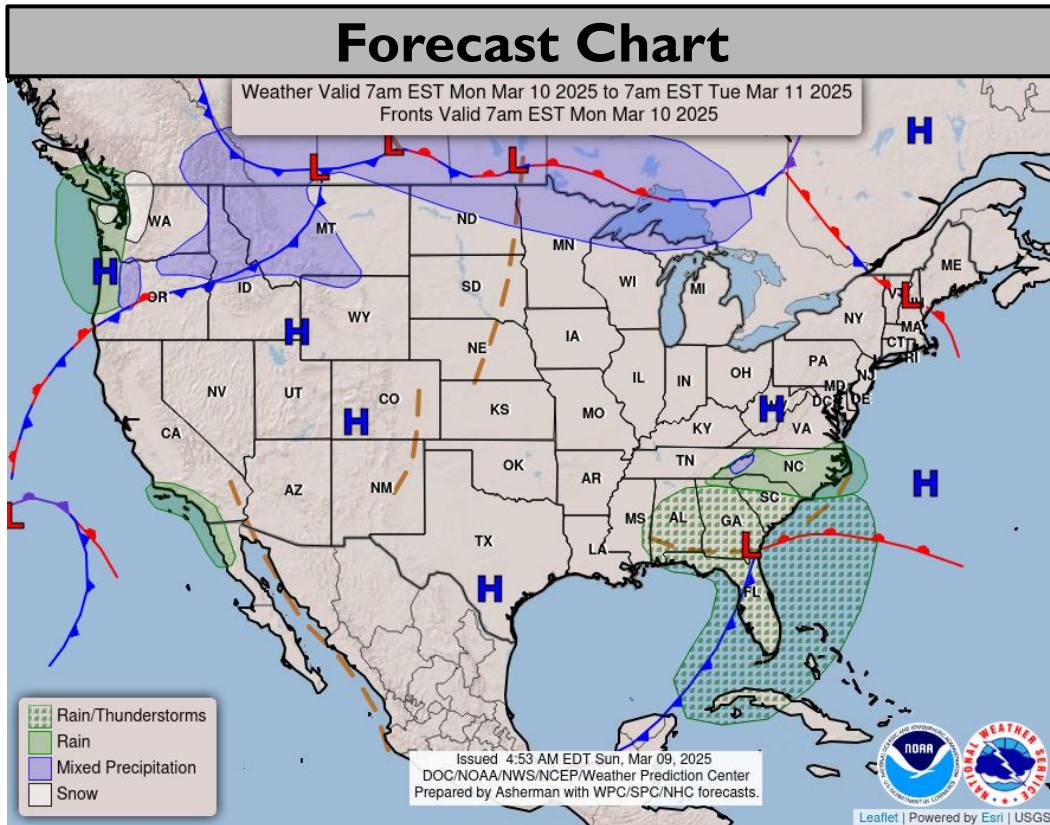 Forecast Chart
Weather Valid 7am EST Mon Mar 10 2025 to 7am EST Tue Mar 11 2025
Fronts Valid 7am EST Mon Mar 10 2025
H
L
L
L
WA
MT
ND
MN
ME
H
OR
ID
SD
WI
MI
VT
L
NY
MA
H
WY
CT
RI
IA
NE
PA
NJ
NV
UT
CO
IL
IN
OH
MD
DE
DC
H
KS
MO
H
VA
CA
KY
OK
TN
NC
AZ
NM
AR
H
SC
MS
AL
GA
L
TX
LA
L
H
FL
Rain/Thunderstorms
Rain
Mixed Precipitation
Snow
Issued 4:53 AM EDT Sun, Mar 09, 2025
DOC/NOAA/NWS/NCEP/Weather Prediction Center
Prepared by Asherman with WPC/SPC/NHC forecasts.
NOAA
NATIONAL WEATHER SERVICE
Leaflet | Powered by Esri | USGS